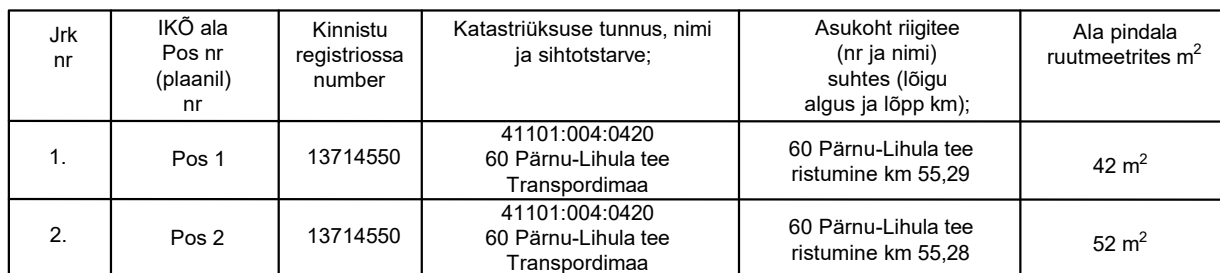 Jrk
nr
IKÕ ala
Pos nr
(plaanil)
nr
Kinnistu
registriossa
number
Katastriüksuse tunnus, nimi
ja sihtotstarve;
Asukoht riigitee
(nr ja nimi)
suhtes (lõigu
algus ja lõpp km);
Ala pindala
ruutmeetrites m²
1.
Pos 1
13714550
41101:004:0420
60 Pärnu-Lihula tee
Transpordimaa
60 Pärnu-Lihula tee
ristumine km 55,29
42 m²
2.
Pos 2
13714550
41101:004:0420
60 Pärnu-Lihula tee
Transpordimaa
60 Pärnu-Lihula tee
ristumine km 55,28
52 m²